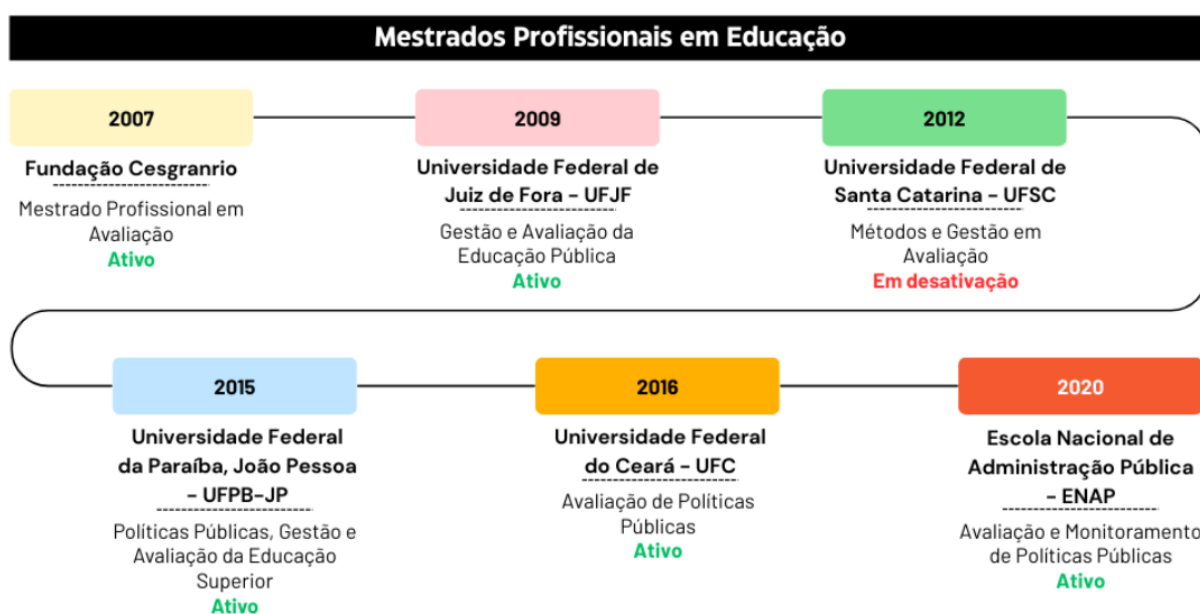 Mestrados Profissionais em Educação
2007
Fundação Cesgranrio
Mestrado Profissional em
Avaliação
Ativo
2009
Universidade Federal de
Juiz de Fora - UFJF
Gestão e Avaliação da
Educação Pública
Ativo
2012
Universidade Federal de
Santa Catarina - UFSC
Métodos e Gestão em
Avaliação
Em desativação
2015
Universidade Federal
da Paraíba, João Pessoa
- UFPB-JP
Políticas Públicas, Gestão e
Avaliação da Educação
Superior
Ativo
2016
Universidade Federal
do Ceará - UFC
Avaliação de Políticas
Públicas
Ativo
2020
Escola Nacional de
Administração Pública
- ENAP
Avaliação e Monitoramento
de Políticas Públicas
Ativo